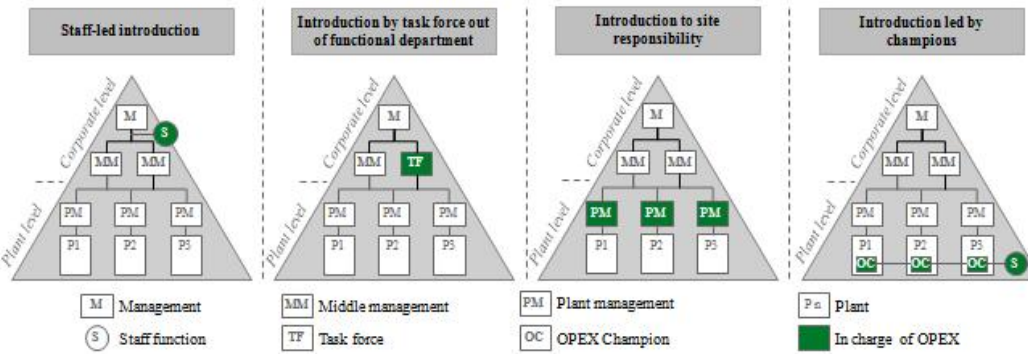 Staff-led introduction
Introduction by task force out
of functional department
Introduction to site
responsibility
Introduction led by
champions
Corporate level
Plant level
M
S
MM MM
PM PM PM
P1 P2 P3
Corporate level
Plant level
M
MM TF
PM PM PM
P1 P2 P3
Corporate level
Plant level
M
MM MM
PM PM PM
P1 P2 P3
Corporate level
Plant level
M
MM MM
PM PM PM
P1 P2 P3
OC OC OC S
M Management
MM Middle management
PM Plant management
Pn Plant
S Staff function
TF Task force
OC OPEX Champion
In charge of OPEX